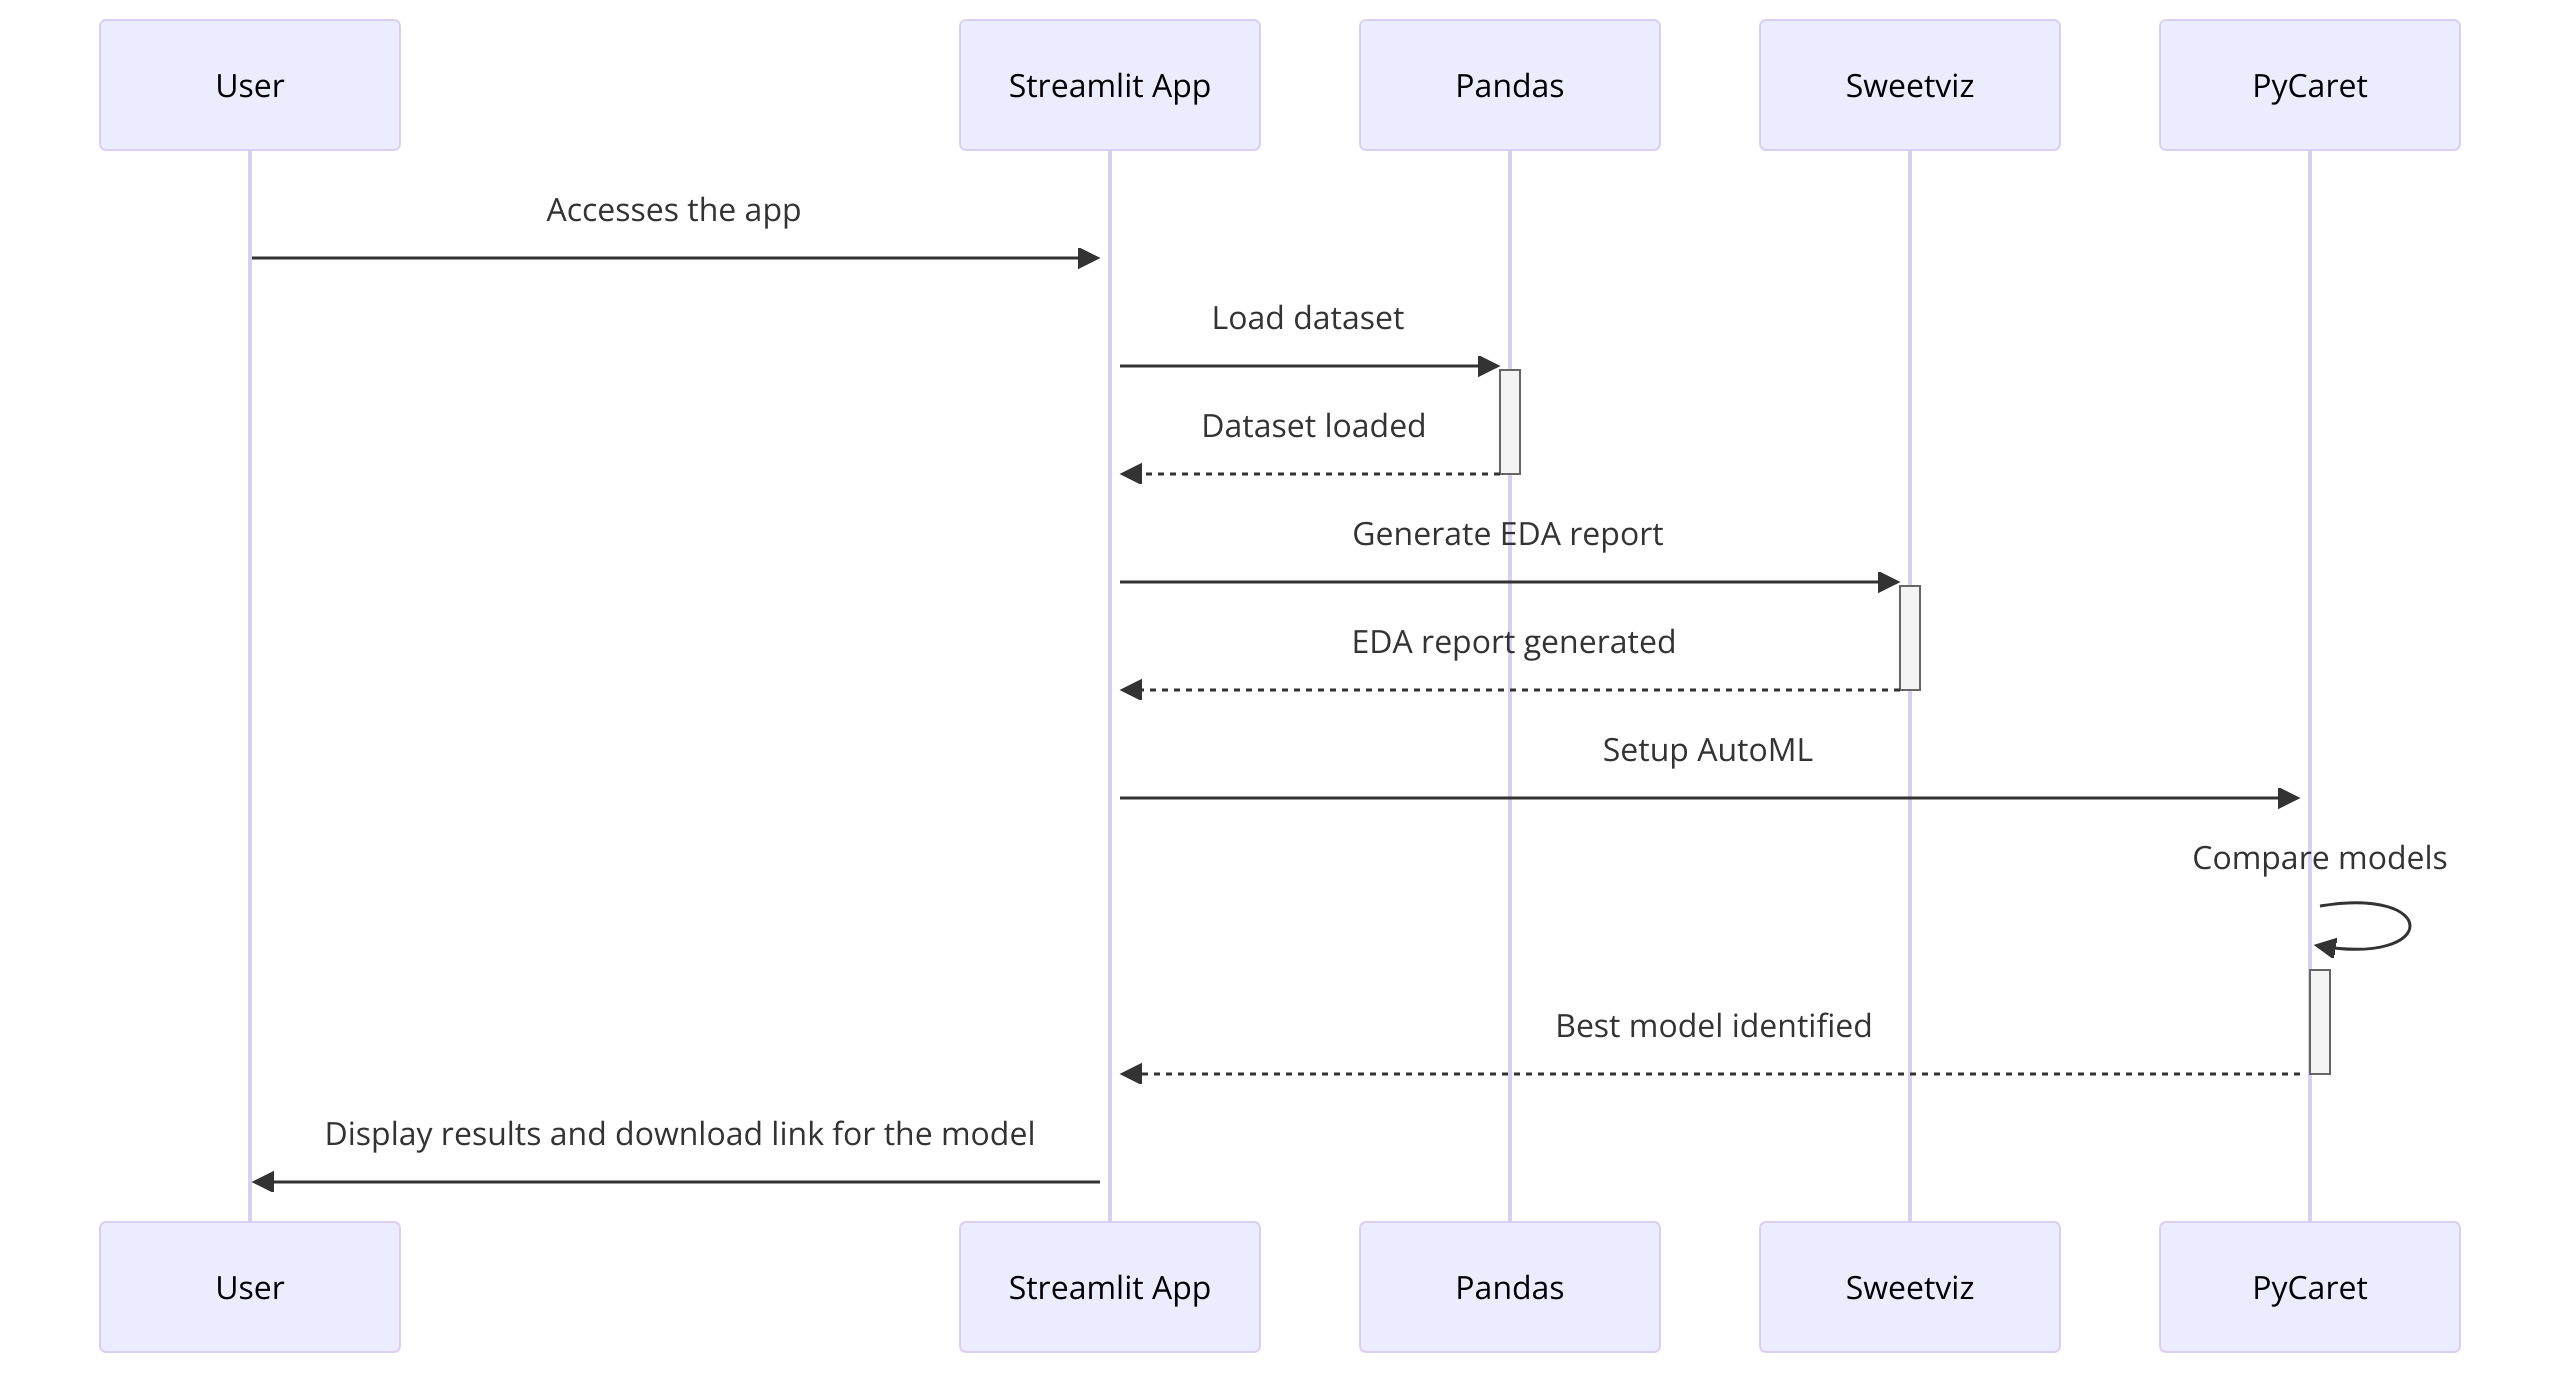 User
Streamlit App
Pandas
Sweetviz
PyCaret
Accesses the app
Load dataset
Dataset loaded
Generate EDA report
EDA report generated
Setup AutoML
Compare models
Best model identified
Display results and download link for the model
User
Streamlit App
Pandas
Sweetviz
PyCaret